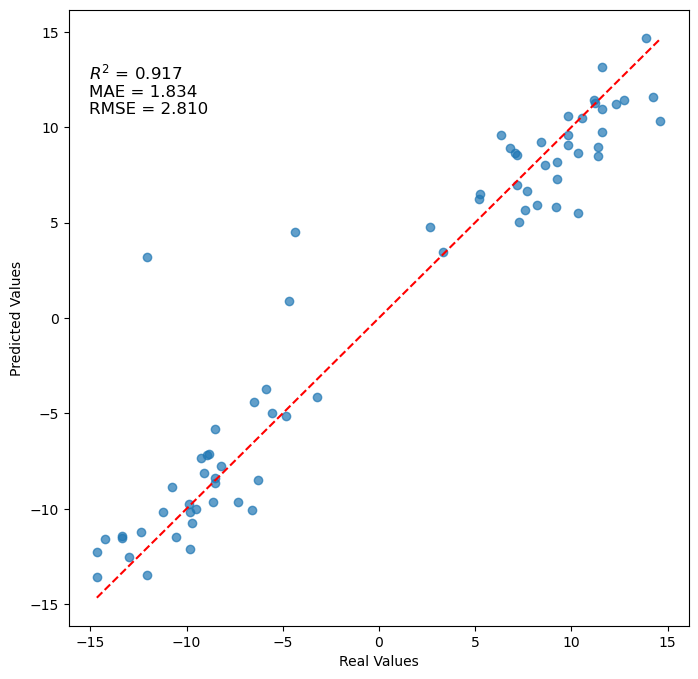 R² = 0.917
MAE = 1.834
RMSE = 2.810
15
10
5
0
−5
−10
−15
Predicted Values
−15 −10 −5 0 5 10 15
Real Values